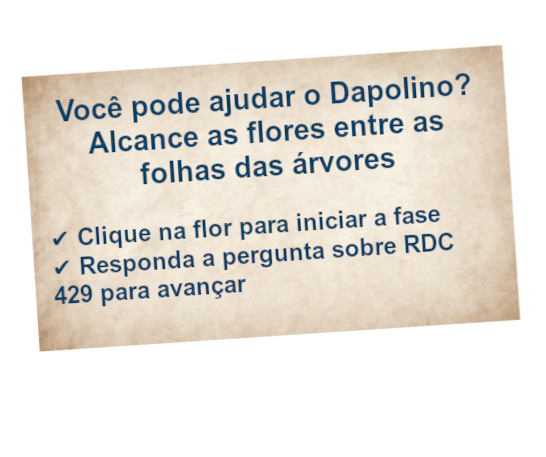 Você pode ajudar o Dapolino?
Alcance as flores entre as
folhas das árvores
✔ Clique na flor para iniciar a fase
✔ Responda a pergunta sobre RDC
429 para avançar